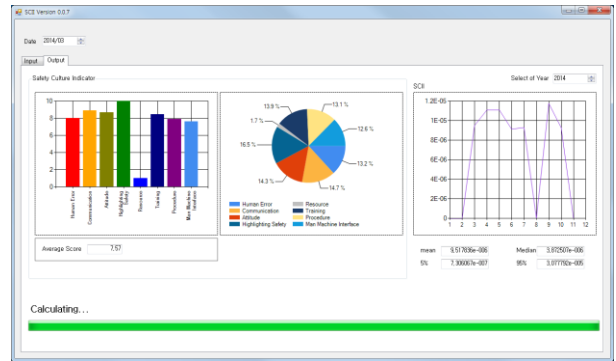 SCII Version 0.0.7
Date 2014/03
Input Output
Safety Culture Indicator
10
8
6
4
2
0
Human Error
Communication
Attitude
Highlighting Safety
Resource
Training
Procedure
Man Machine Interface
Average Score 7.57
13.9 %
13.1 %
1.7 %
12.6 %
16.5 %
13.2 %
14.3 %
14.7 %
Human Error Resource
Communication Training
Attitude Procedure
Highlighting Safety Man Machine Interface
Select of Year 2014
SCII
1.2E-05
1E-05
8E-06
6E-06
4E-06
2E-06
0
1 2 3 4 5 6 7 8 9 10 11 12
mean 9.517836e-006 Median 3.872507e-006
5% 7.306067e-007 95% 3.077792e-005
Calculating...